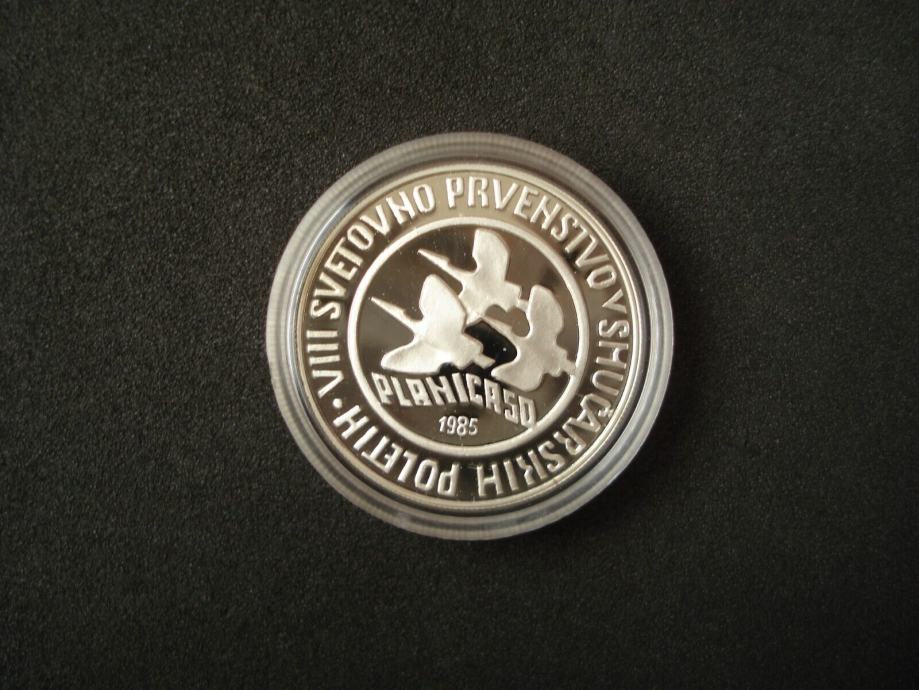 VIII SVETOVNO PRVENSTVO V SMUČARSKIH POLETIH •
PLANICA 50
1985